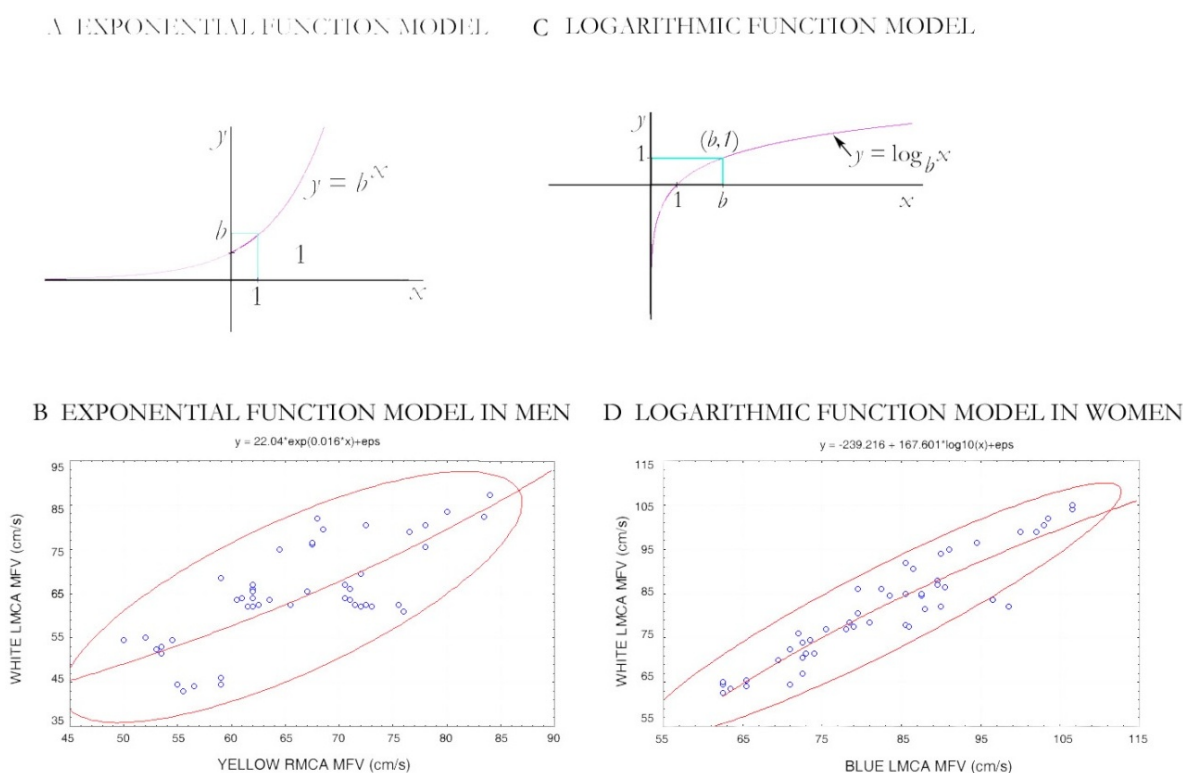 A EXPONENTIAL FUNCTION MODEL
y
y = b^x
b
1
1
x
C LOGARITHMIC FUNCTION MODEL
y
1
(b,1)
y = log_b x
1
b
x
B EXPONENTIAL FUNCTION MODEL IN MEN
y = 22.04*exp(0.016*x)+eps
WHITE LMCA MFV (cm/s)
95
85
75
65
55
45
35
45 50 55 60 65 70 75 80 85 90
YELLOW RMCA MFV (cm/s)
D LOGARITHMIC FUNCTION MODEL IN WOMEN
y = -239.216 + 167.601*log10(x)+eps
WHITE LMCA MFV (cm/s)
115
105
95
85
75
65
55
55 65 75 85 95 105 115
BLUE LMCA MFV (cm/s)